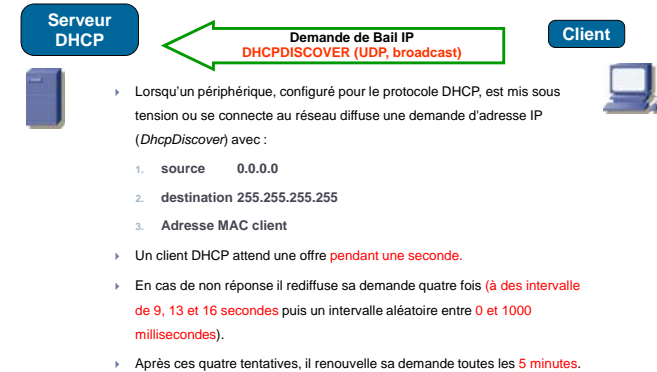 Serveur
DHCP
Demande de Bail IP
DHCPDISCOVER (UDP, broadcast)
Client
Lorsqu'un périphérique, configuré pour le protocole DHCP, est mis sous
tension ou se connecte au réseau diffuse une demande d'adresse IP
(DhcpDiscover) avec :
1. source 0.0.0.0
2. destination 255.255.255.255
3. Adresse MAC client
Un client DHCP attend une offre pendant une seconde.
En cas de non réponse il rediffuse sa demande quatre fois (à des intervalle
de 9, 13 et 16 secondes puis un intervalle aléatoire entre 0 et 1000
millisecondes).
Après ces quatre tentatives, il renouvelle sa demande toutes les 5 minutes.